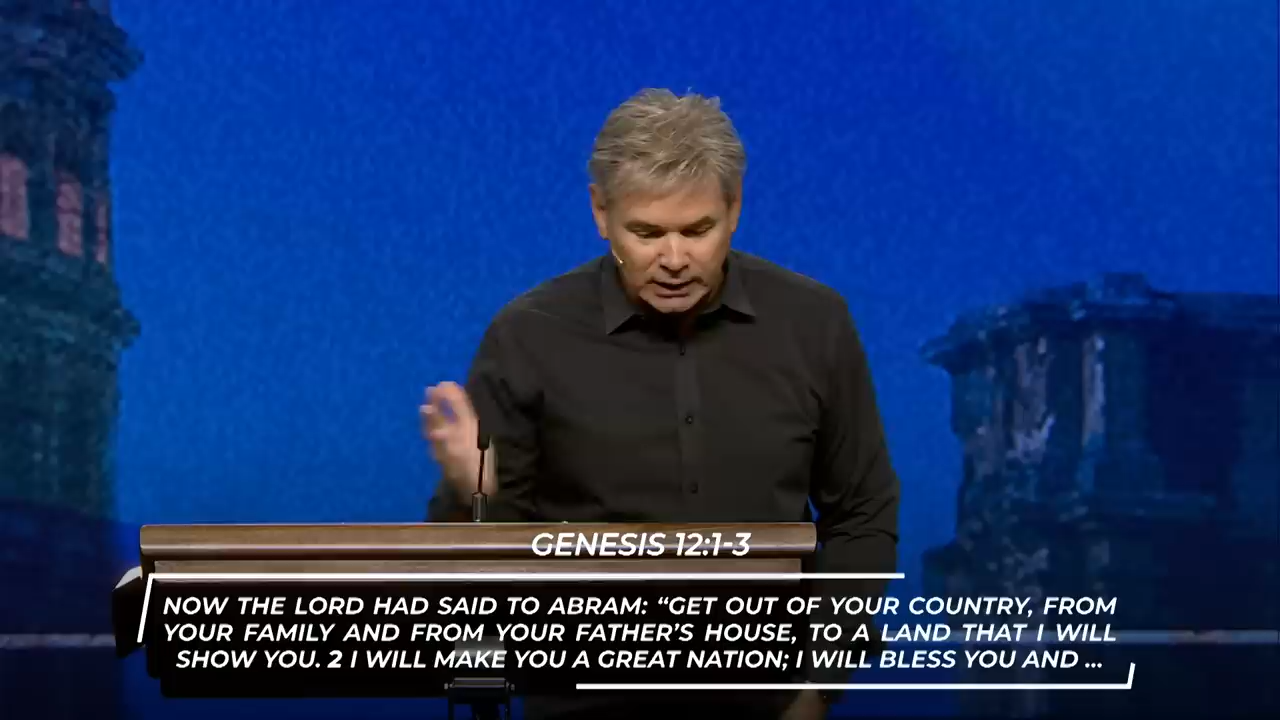 GENESIS 12:1-3
NOW THE LORD HAD SAID TO ABRAM: “GET OUT OF YOUR COUNTRY, FROM
YOUR FAMILY AND FROM YOUR FATHER’S HOUSE, TO A LAND THAT I WILL
SHOW YOU. 2 I WILL MAKE YOU A GREAT NATION; I WILL BLESS YOU AND ...